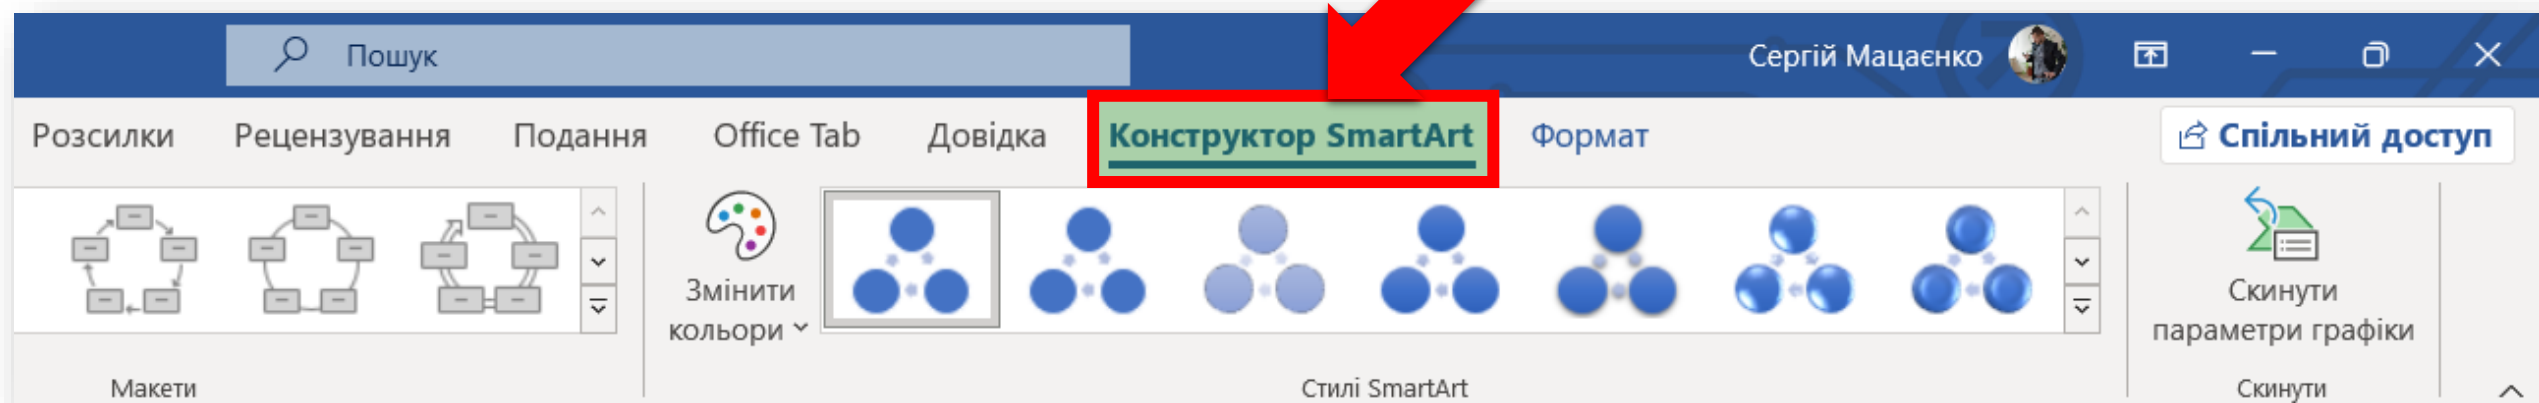 Пошук
Сергій Мацаєнко
Розсилки Рецензування Подання Office Tab Довідка Конструктор SmartArt Формат Спільний доступ
Змінити
кольори
Скинути
параметри графіки
Макети Стилі SmartArt Скинути